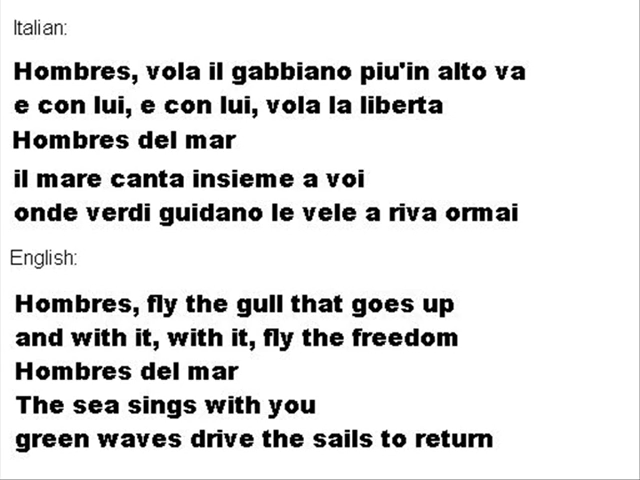 Italian:
Hombres, vola il gabbiano piu'in alto va
e con lui, e con lui, vola la liberta
Hombres del mar
il mare canta insieme a voi
onde verdi guidano le vele a riva ormai
English:
Hombres, fly the gull that goes up
and with it, with it, fly the freedom
Hombres del mar
The sea sings with you
green waves drive the sails to return